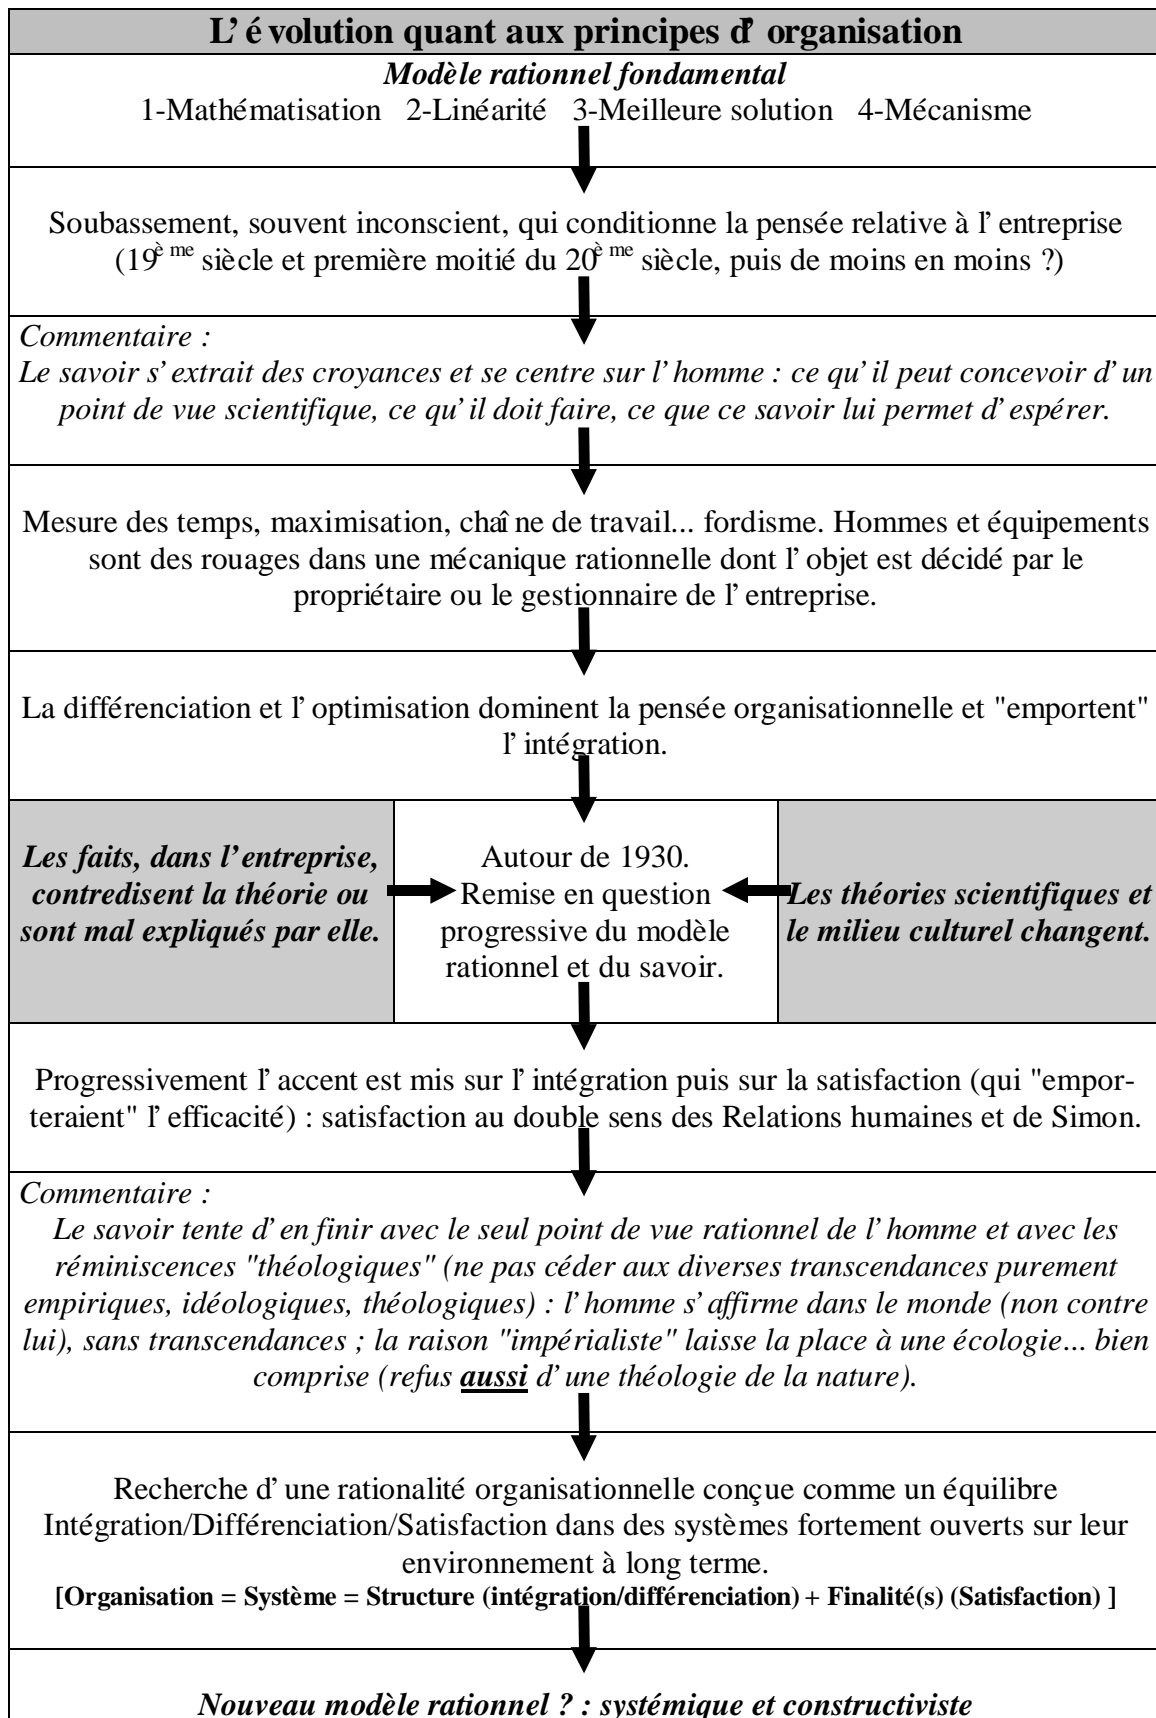 L’é volution quant aux principes d’ organisation
Modèle rationnel fondamental
1-Mathématisation 2-Linéarité 3-Meilleure solution 4-Mécanisme
Soubassement, souvent inconscient, qui conditionne la pensée relative à l’ entreprise
(19è me siècle et première moitié du 20è me siècle, puis de moins en moins ?)
Commentaire :
Le savoir s’ extrait des croyances et se centre sur l’ homme : ce qu’ il peut concevoir d’ un
point de vue scientifique, ce qu’ il doit faire, ce que ce savoir lui permet d’ espérer.
Mesure des temps, maximisation, chaî ne de travail... fordisme. Hommes et équipements
sont des rouages dans une mécanique rationnelle dont l’ objet est décidé par le
propriétaire ou le gestionnaire de l’ entreprise.
La différenciation et l’ optimisation dominent la pensée organisationnelle et "emportent"
l’ intégration.
Les faits, dans l’entreprise,
contredisent la théorie ou
sont mal expliqués par elle.
Autour de 1930.
Remise en question
progressive du modèle
rationnel et du savoir.
Les théories scientifiques et
le milieu culturel changent.
Progressivement l’ accent est mis sur l’ intégration puis sur la satisfaction (qui "empor-
teraient" l’ efficacité) : satisfaction au double sens des Relations humaines et de Simon.
Commentaire :
Le savoir tente d’ en finir avec le seul point de vue rationnel de l’ homme et avec les
réminiscences "théologiques" (ne pas céder aux diverses transcendances purement
empiriques, idéologiques, théologiques) : l’ homme s’ affirme dans le monde (non contre
lui), sans transcendances ; la raison "impérialiste" laisse la place à une écologie... bien
comprise (refus aussi d’ une théologie de la nature).
Recherche d’ une rationalité organisationnelle conçue comme un équilibre
Intégration/Différenciation/Satisfaction dans des systèmes fortement ouverts sur leur
environnement à long terme.
[Organisation = Système = Structure (intégration/différenciation) + Finalité(s) (Satisfaction) ]
Nouveau modèle rationnel ? : systémique et constructiviste